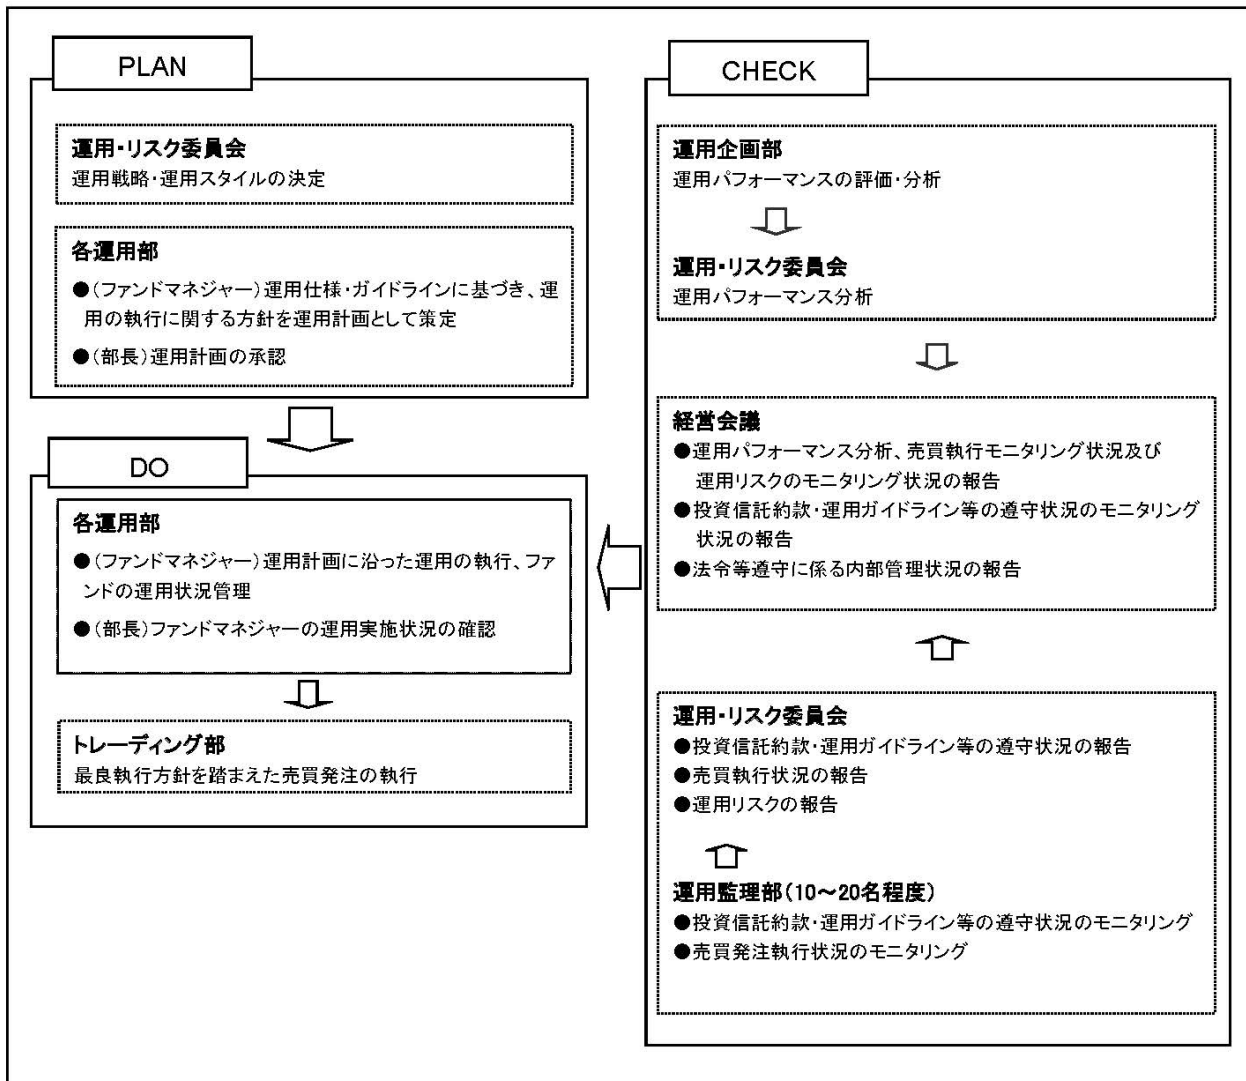 PLAN
運用・リスク委員会
運用戦略・運用スタイルの決定
各運用部
●(ファンドマネジャー)運用仕様・ガイドラインに基づき、運
用の執行に関する方針を運用計画として策定
●(部長)運用計画の承認
DO
各運用部
●(ファンドマネジャー)運用計画に沿った運用の執行、ファ
ンドの運用状況管理
●(部長)ファンドマネジャーの運用実施状況の確認
トレーディング部
最良執行方針を踏まえた売買発注の執行
CHECK
運用企画部
運用パフォーマンスの評価・分析
運用・リスク委員会
運用パフォーマンス分析
経営会議
●運用パフォーマンス分析、売買執行モニタリング状況及び
運用リスクのモニタリング状況の報告
●投資信託約款・運用ガイドライン等の遵守状況のモニタリング
状況の報告
●法令等遵守に係る内部管理状況の報告
運用・リスク委員会
●投資信託約款・運用ガイドライン等の遵守状況の報告
●売買執行状況の報告
●運用リスクの報告
運用監理部(10～20名程度)
●投資信託約款・運用ガイドライン等の遵守状況のモニタリング
●売買発注執行状況のモニタリング